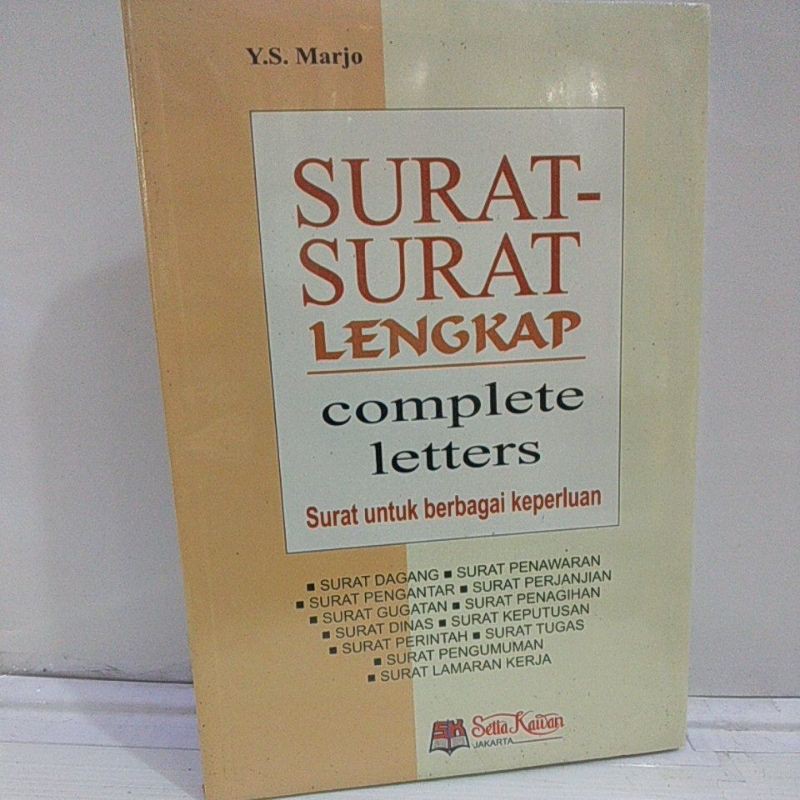 Y.S. Marjo
SURAT-
SURAT
LENGKAP
complete
letters
Surat untuk berbagai keperluan
■ SURAT DAGANG ■ SURAT PENAWARAN
■ SURAT PENGANTAR ■ SURAT PERJANJIAN
■ SURAT GUGATAN ■ SURAT PENAGIHAN
■ SURAT DINAS ■ SURAT KEPUTUSAN
■ SURAT PERINTAH ■ SURAT TUGAS
■ SURAT PENGUMUMAN
■ SURAT LAMARAN KERJA
SK Setia Kawan
JAKARTA